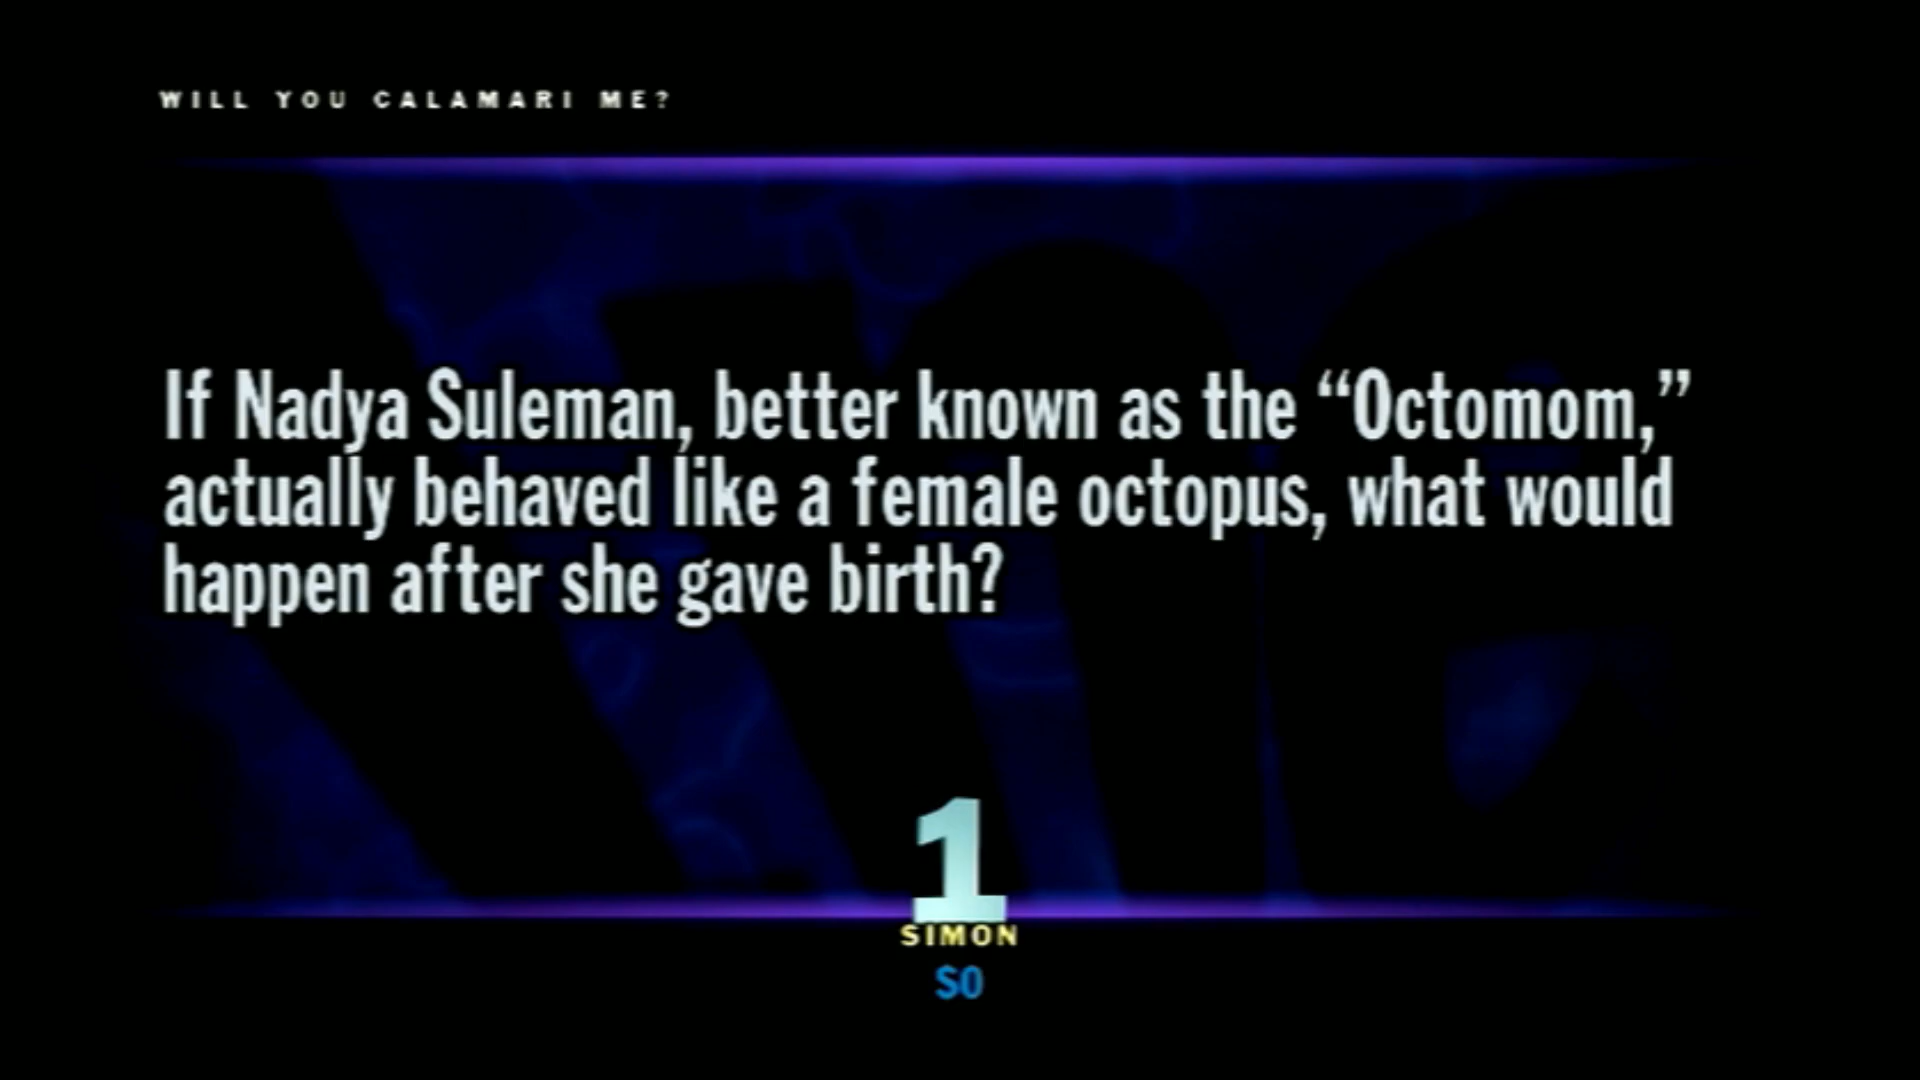 WILL YOU CALAMARI ME?
If Nadya Suleman, better known as the “Octomom,”
actually behaved like a female octopus, what would
happen after she gave birth?
1
SIMON
$0